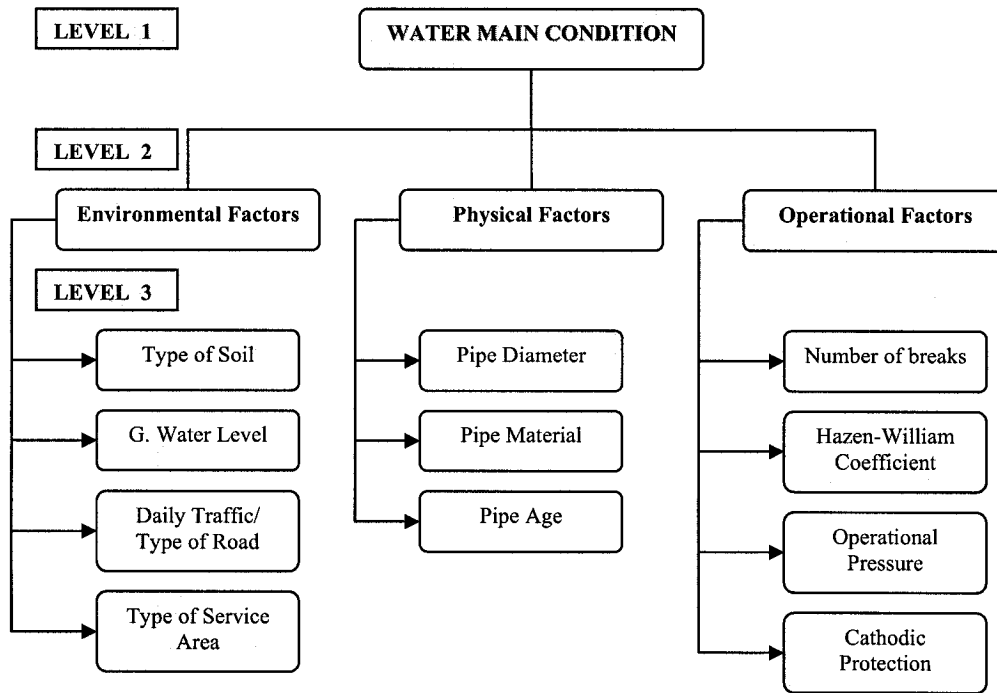 LEVEL 1
WATER MAIN CONDITION
LEVEL 2
Environmental Factors
Physical Factors
Operational Factors
LEVEL 3
Type of Soil
G. Water Level
Daily Traffic/
Type of Road
Type of Service
Area
Pipe Diameter
Pipe Material
Pipe Age
Number of breaks
Hazen-William
Coefficient
Operational
Pressure
Cathodic
Protection